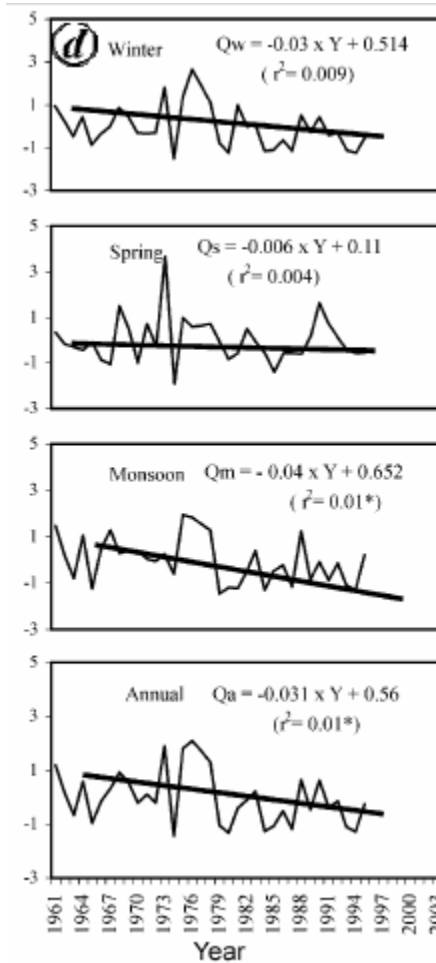 5
d Winter
Qw = -0.03 x Y + 0.514
( r²= 0.009)
1
-1
-3
5
Spring
Qs = -0.006 x Y + 0.11
( r²= 0.004)
3
1
-1
-3
5
Monsoon
Qm = - 0.04 x Y + 0.652
( r²= 0.01*)
3
1
-1
-3
5
Annual
Qa = -0.031 x Y + 0.56
(r²= 0.01*)
3
1
-1
-3
1961 1964 1967 1970 1973 1976 1979 1982 1985 1988 1991 1994 1997 2000
Year